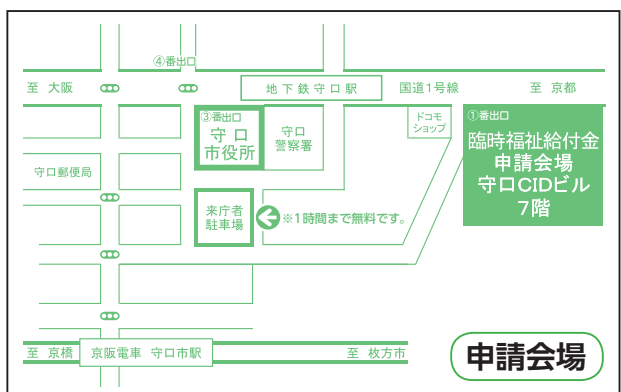 ④番出口
至 大阪
地下鉄守口駅
国道1号線
至 京都
③番出口
守口
市役所
守口
警察署
ドコモ
ショップ
①番出口
臨時福祉給付金
申請会場
守口CIDビル
7階
守口郵便局
来庁者
駐車場
※1時間まで無料です。
至 京橋
京阪電車 守口市駅
至 枚方市
申請会場